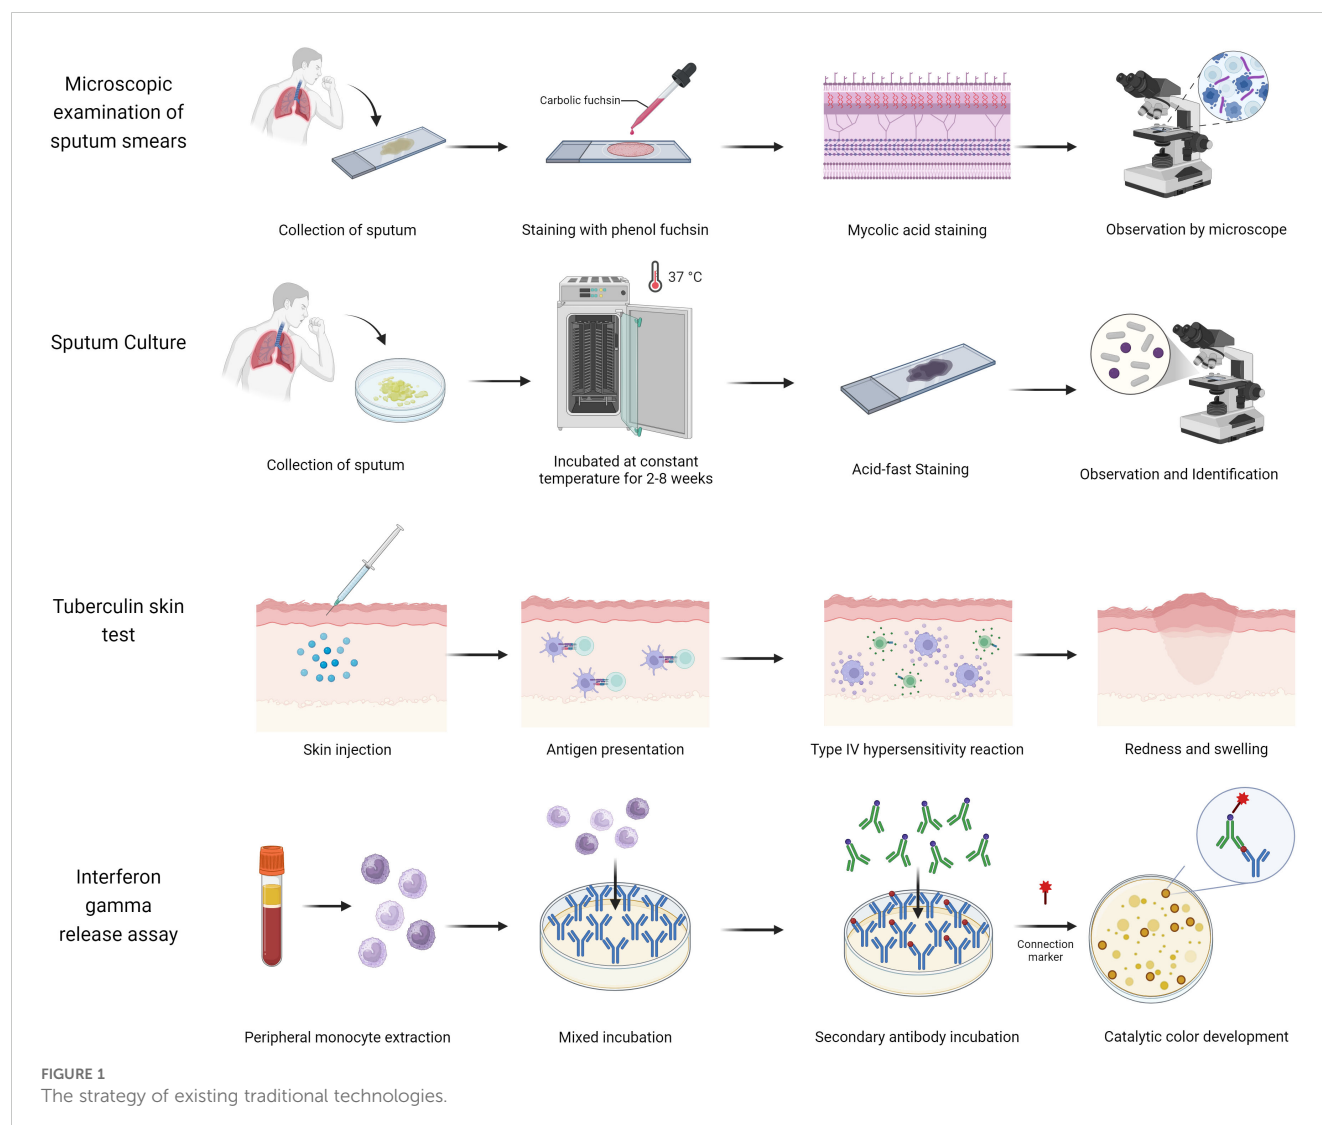 Microscopic
examination of
sputum smears
Carbolic fuchsin
Collection of sputum
Staining with phenol fuchsin
Mycolic acid staining
Observation by microscope
Sputum Culture
37 °C
Collection of sputum
Incubated at constant
temperature for 2-8 weeks
Acid-fast Staining
Observation and Identification
Tuberculin skin
test
Skin injection
Antigen presentation
Type IV hypersensitivity reaction
Redness and swelling
Interferon
gamma
release assay
Connection
marker
Peripheral monocyte extraction
Mixed incubation
Secondary antibody incubation
Catalytic color development
FIGURE 1
The strategy of existing traditional technologies.